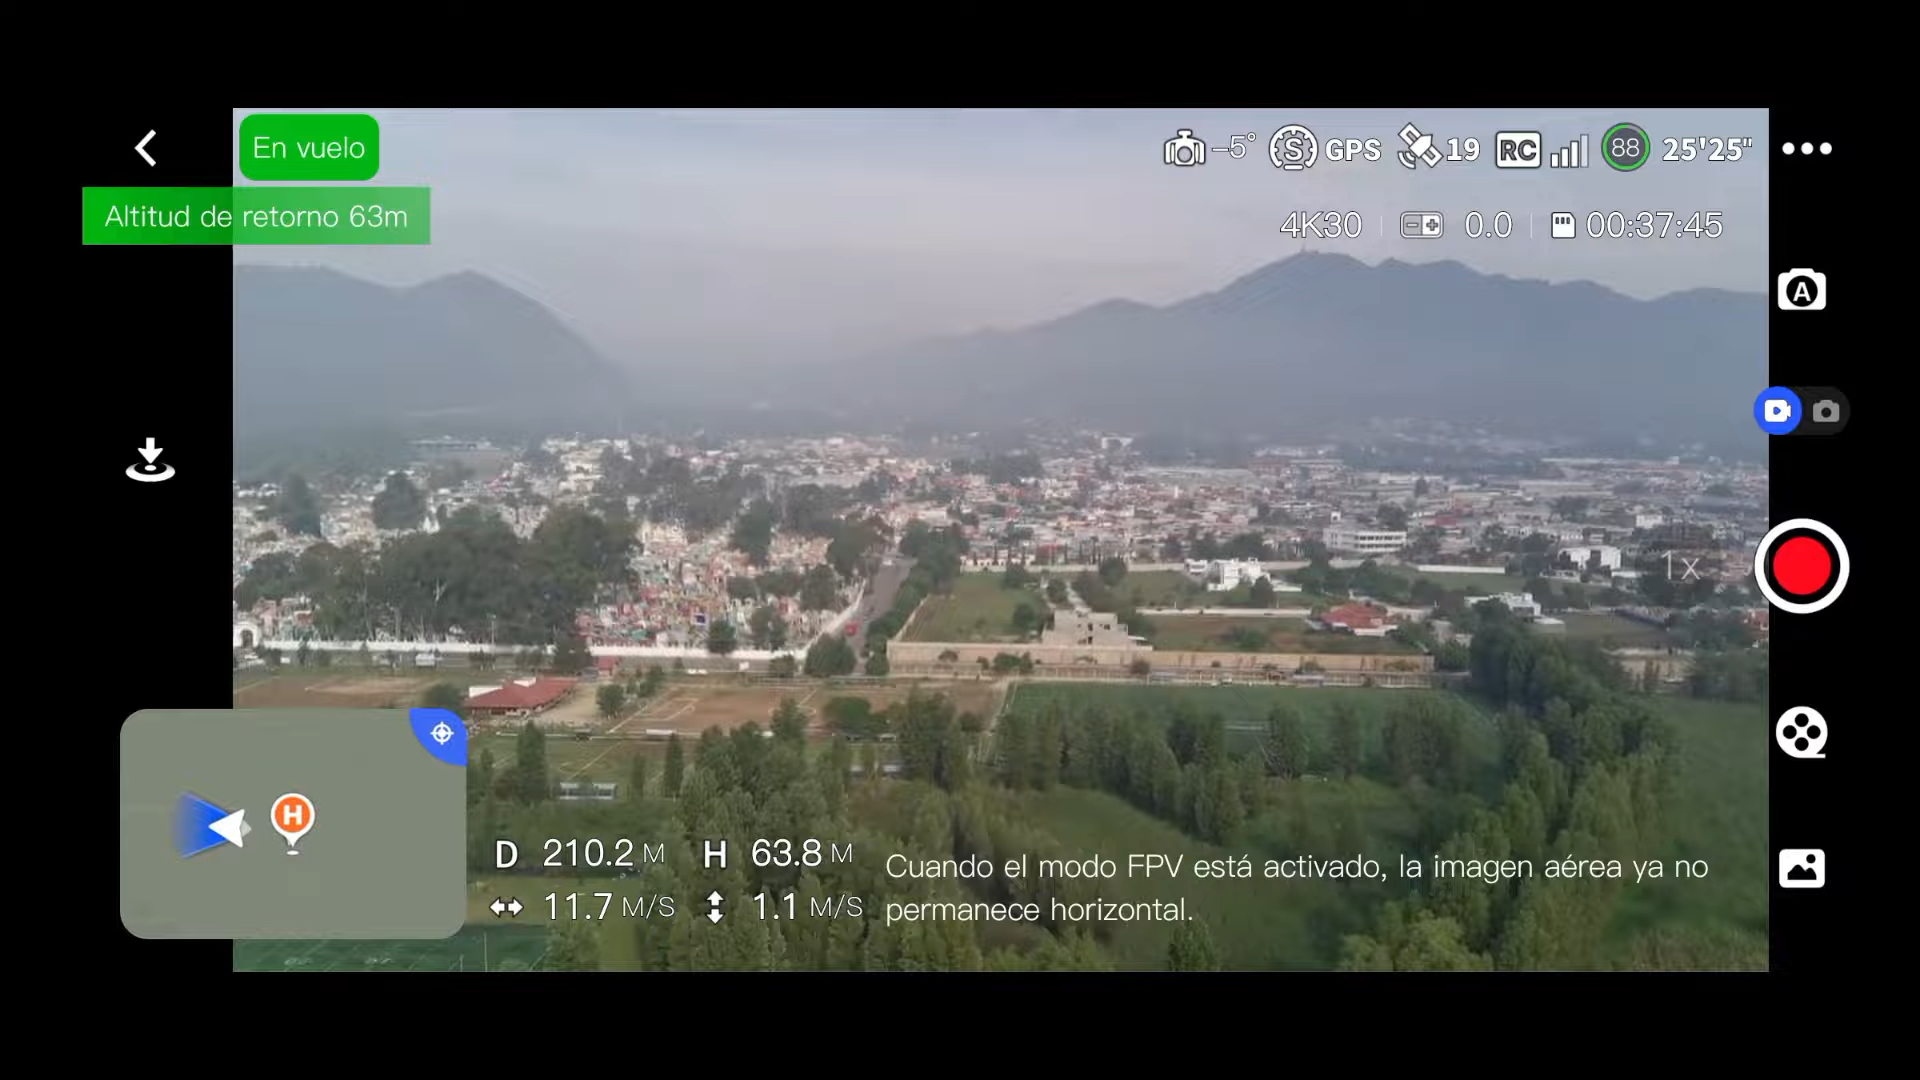 En vuelo
-5° S GPS 19 RC 88 25'25"
Altitud de retorno 63m
4K30 0.0 00:37:45
A
1x
H
D 210.2 M H 63.8 M
11.7 M/S 1.1 M/S
Cuando el modo FPV está activado, la imagen aérea ya no
permanece horizontal.